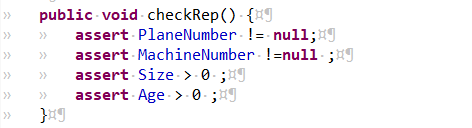 public void checkRep() {
assert PlaneNumber != null;
assert MachineNumber !=null ;
assert Size > 0 ;
assert Age > 0 ;
}